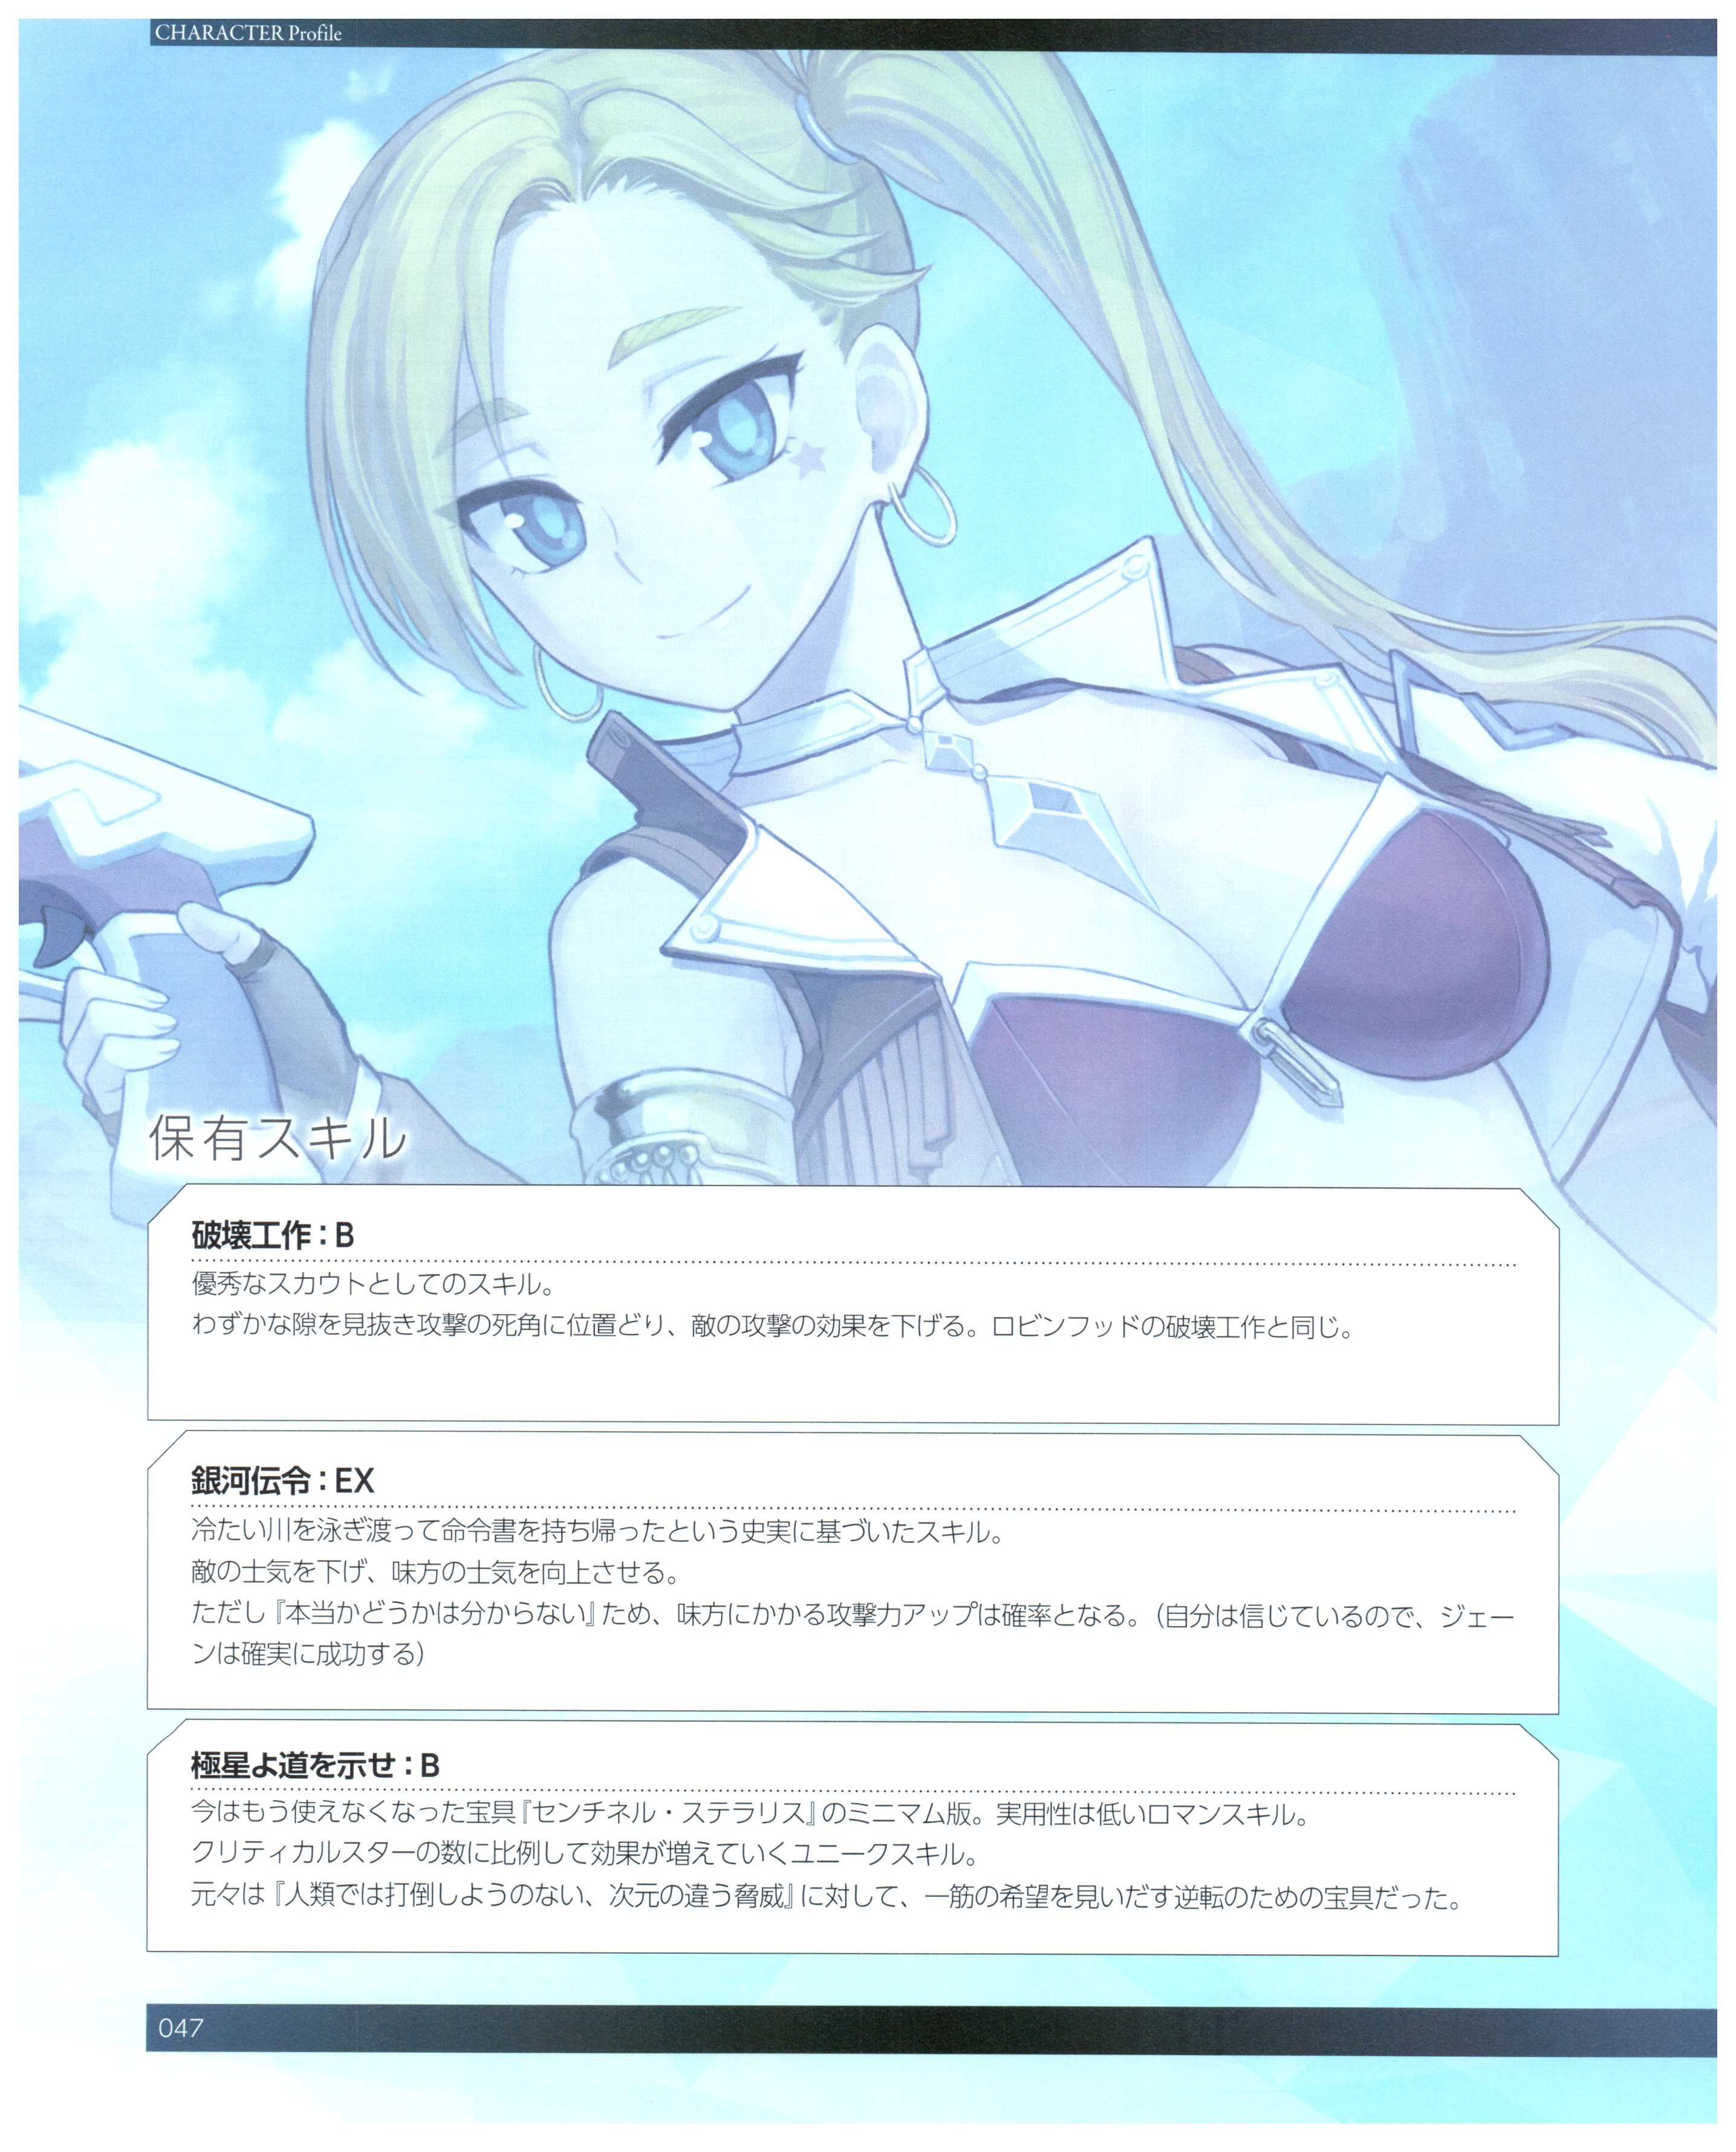 CHARACTER Profile
保有スキル
破壊工作：B
優秀なスカウトとしてのスキル。
わずかな隙を見抜き攻撃の死角に位置どり、敵の攻撃の効果を下げる。ロビンフッドの破壊工作と同じ。
銀河伝令：EX
冷たい川を泳ぎ渡って命令書を持ち帰ったという史実に基づいたスキル。
敵の士気を下げ、味方の士気を向上させる。
ただし『本当かどうかは分からない』ため、味方にかかる攻撃力アップは確率となる。（自分は信じているので、ジェー
ンは確実に成功する）
極星よ道を示せ：B
今はもう使えなくなった宝具『センチネル・ステラリス』のミニマム版。実用性は低いロマンスキル。
クリティカルスターの数に比例して効果が増えていくユニークスキル。
元々は『人類では打倒しようのない、次元の違う脅威』に対して、一筋の希望を見いだす逆転のための宝具だった。
047